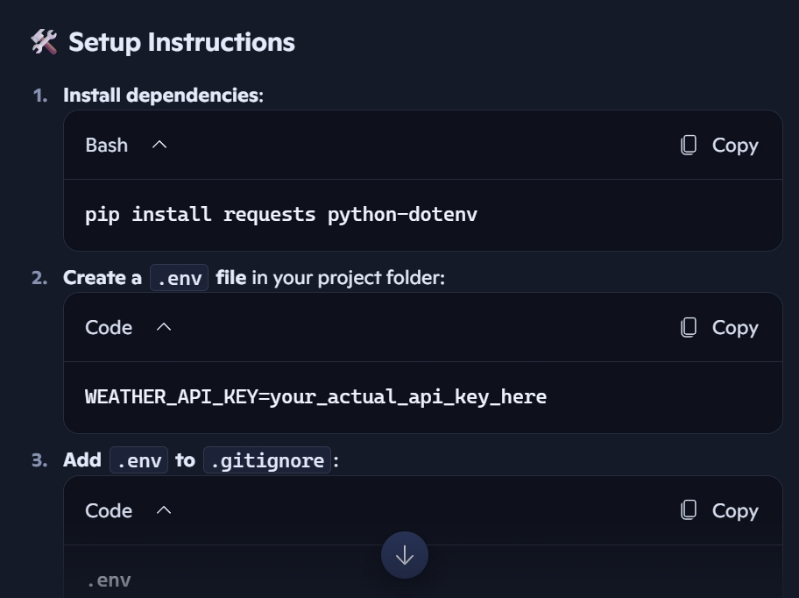 🛠️ Setup Instructions
1. Install dependencies:
Bash
Copy
pip install requests python-dotenv
2. Create a .env file in your project folder:
Code
Copy
WEATHER_API_KEY=your_actual_api_key_here
3. Add .env to .gitignore:
Code
Copy
.env